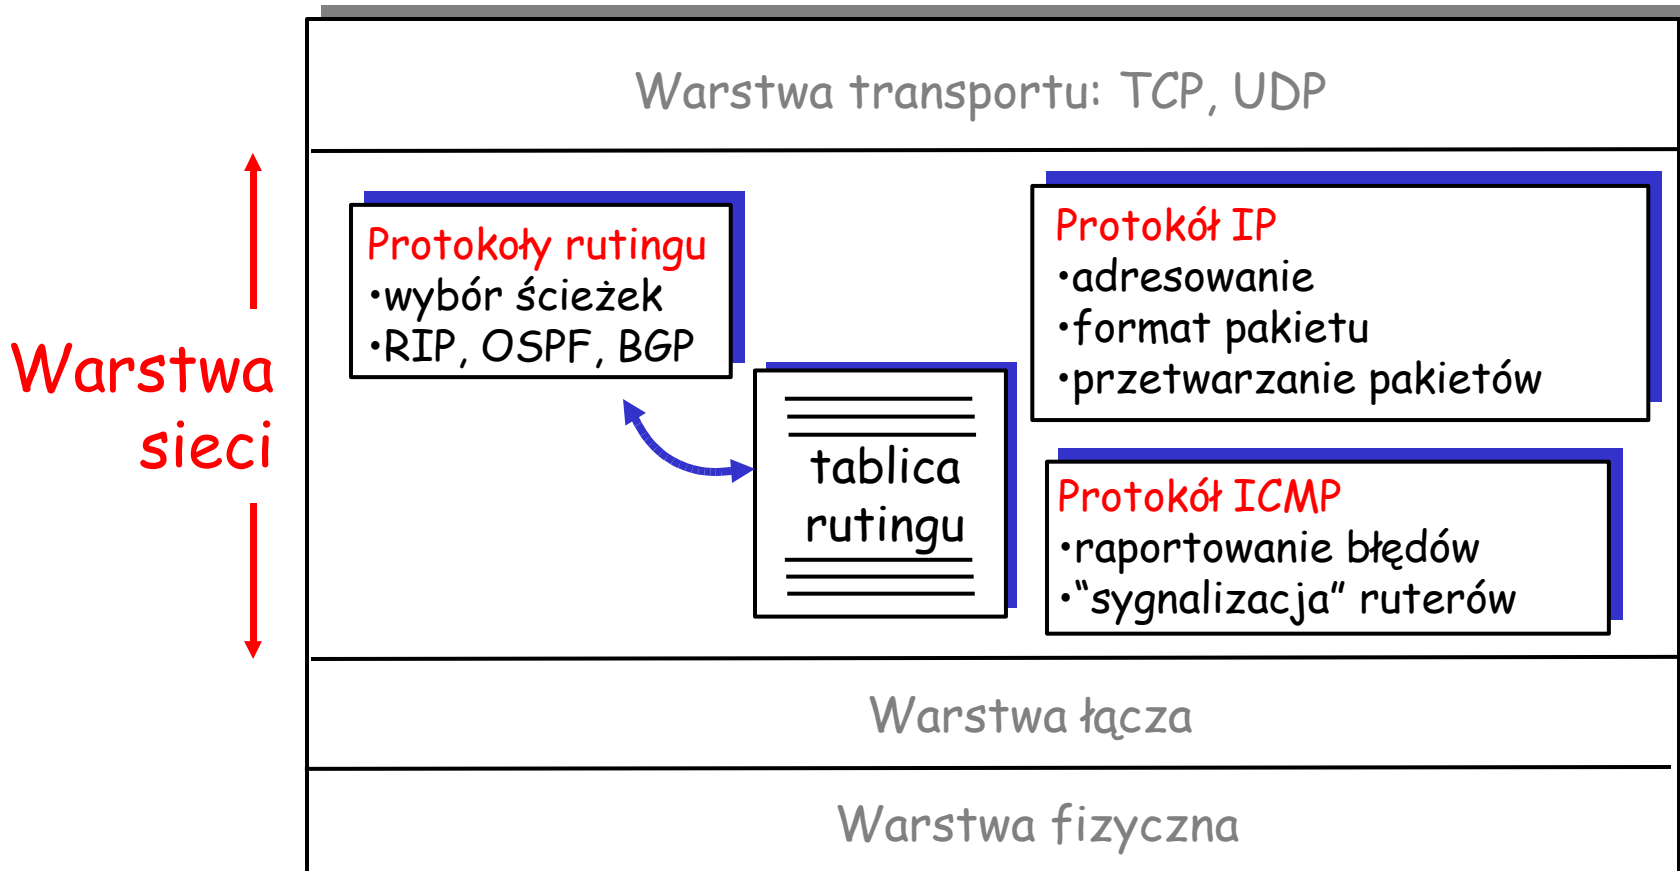 Warstwa transportu: TCP, UDP
Warstwa
sieci
Protokoły rutingu
•wybór ścieżek
•RIP, OSPF, BGP
tablica
rutingu
Protokół IP
•adresowanie
•format pakietu
•przetwarzanie pakietów
Protokół ICMP
•raportowanie błędów
•“sygnalizacja” ruterów
Warstwa łącza
Warstwa fizyczna